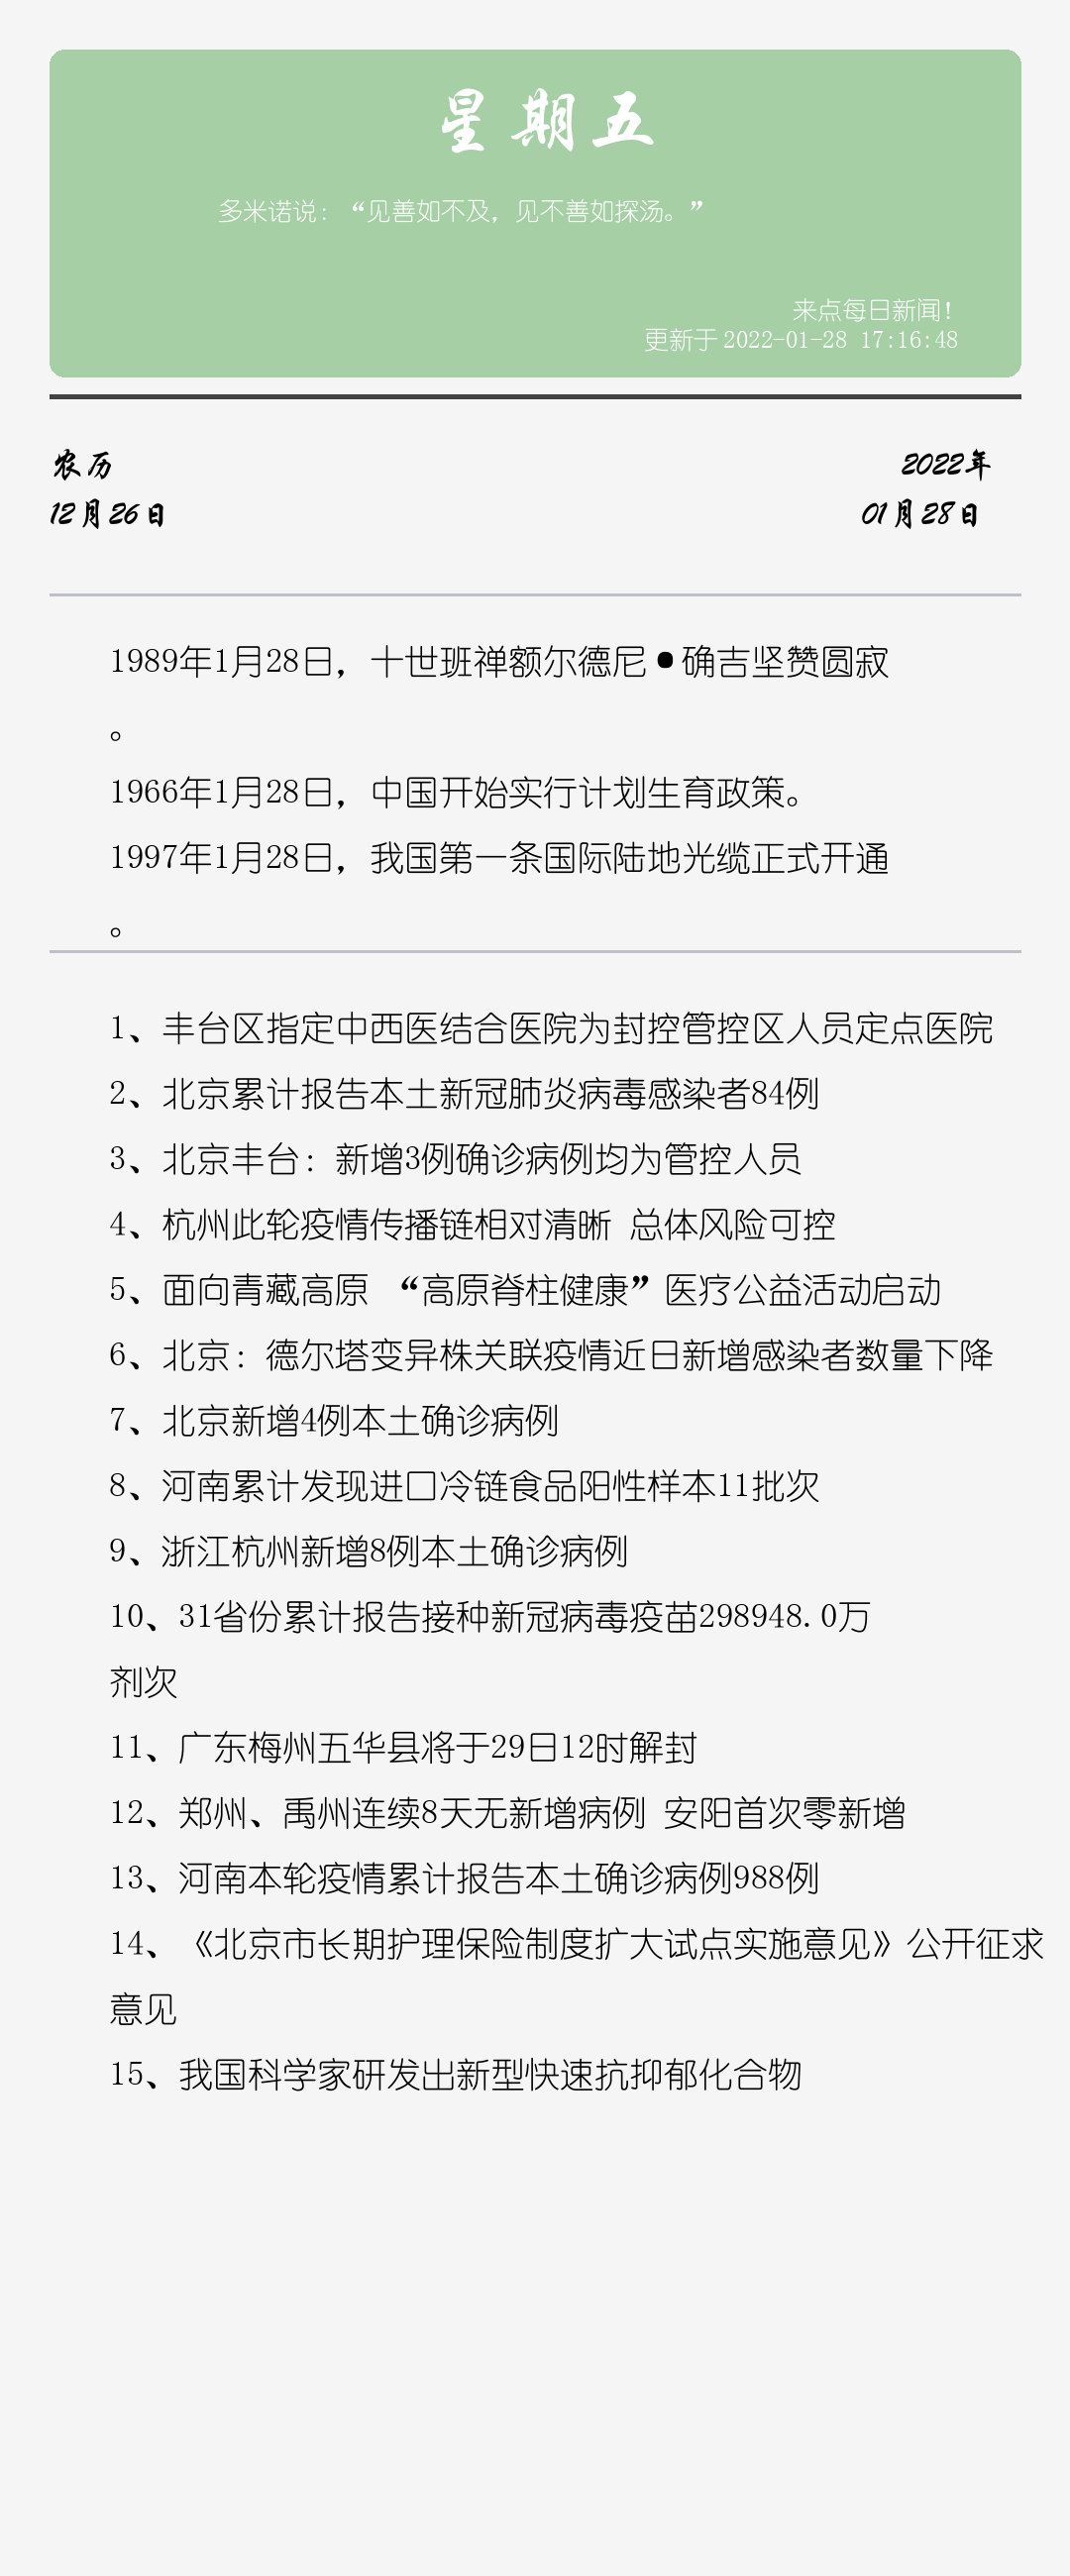 星期五
多米诺说：“见善如不及，见不善如探汤。”
来点每日新闻！
更新于 2022-01-28 17:16:48
农历
2022年
12月26日
01月28日
1989年1月28日，十世班禅额尔德尼•确吉坚赞圆寂
。
1966年1月28日，中国开始实行计划生育政策。
1997年1月28日，我国第一条国际陆地光缆正式开通
。
1、丰台区指定中西医结合医院为封控管控区人员定点医院
2、北京累计报告本土新冠肺炎病毒感染者84例
3、北京丰台：新增3例确诊病例均为管控人员
4、杭州此轮疫情传播链相对清晰 总体风险可控
5、面向青藏高原 “高原脊柱健康”医疗公益活动启动
6、北京：德尔塔变异株关联疫情近日新增感染者数量下降
7、北京新增4例本土确诊病例
8、河南累计发现进口冷链食品阳性样本11批次
9、浙江杭州新增8例本土确诊病例
10、31省份累计报告接种新冠病毒疫苗298948.0万
剂次
11、广东梅州五华县将于29日12时解封
12、郑州、禹州连续8天无新增病例 安阳首次零新增
13、河南本轮疫情累计报告本土确诊病例988例
14、《北京市长期护理保险制度扩大试点实施意见》公开征求
意见
15、我国科学家研发出新型快速抗抑郁化合物